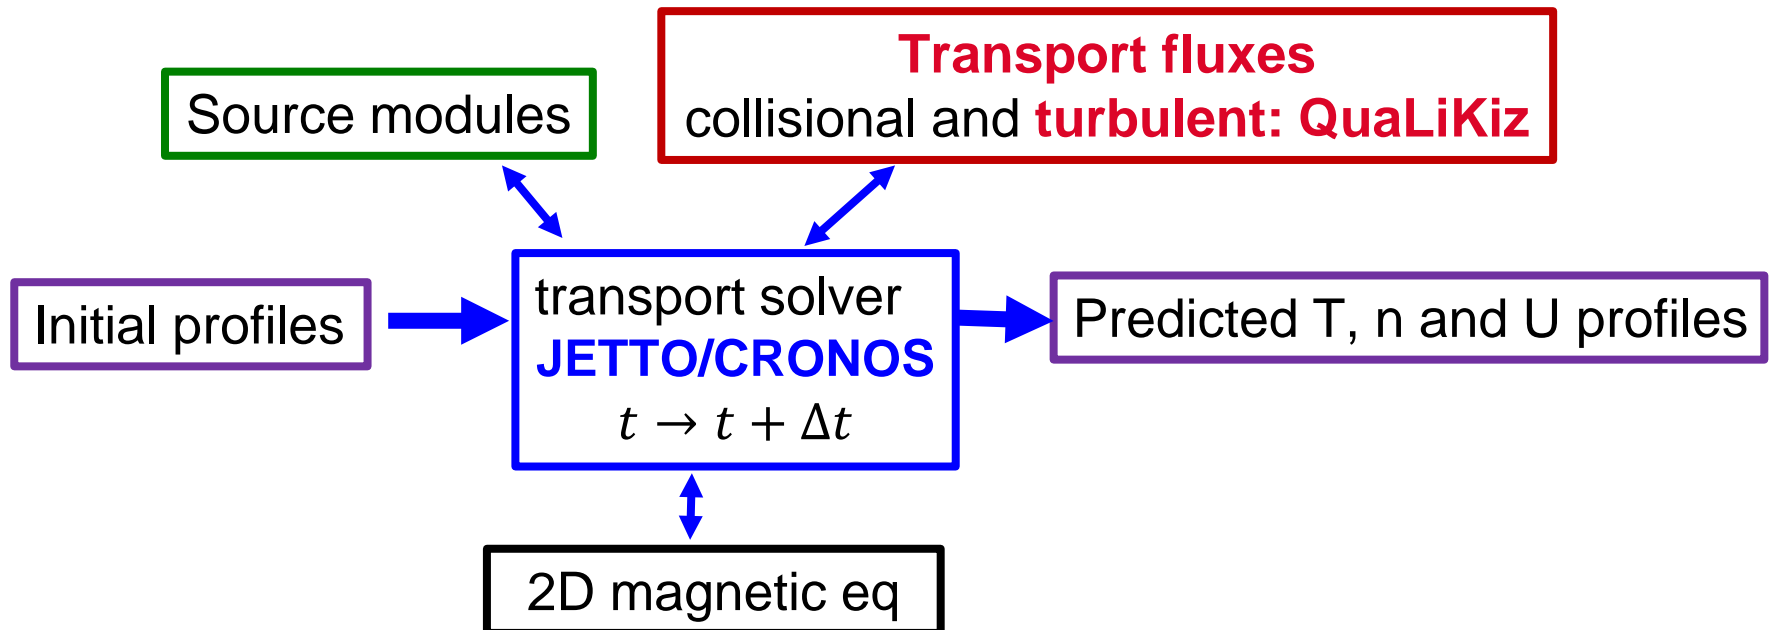 Transport fluxes
collisional and turbulent: QuaLiKiz
Source modules
Initial profiles
transport solver
JETTO/CRONOS
t → t + Δt
Predicted T, n and U profiles
2D magnetic eq